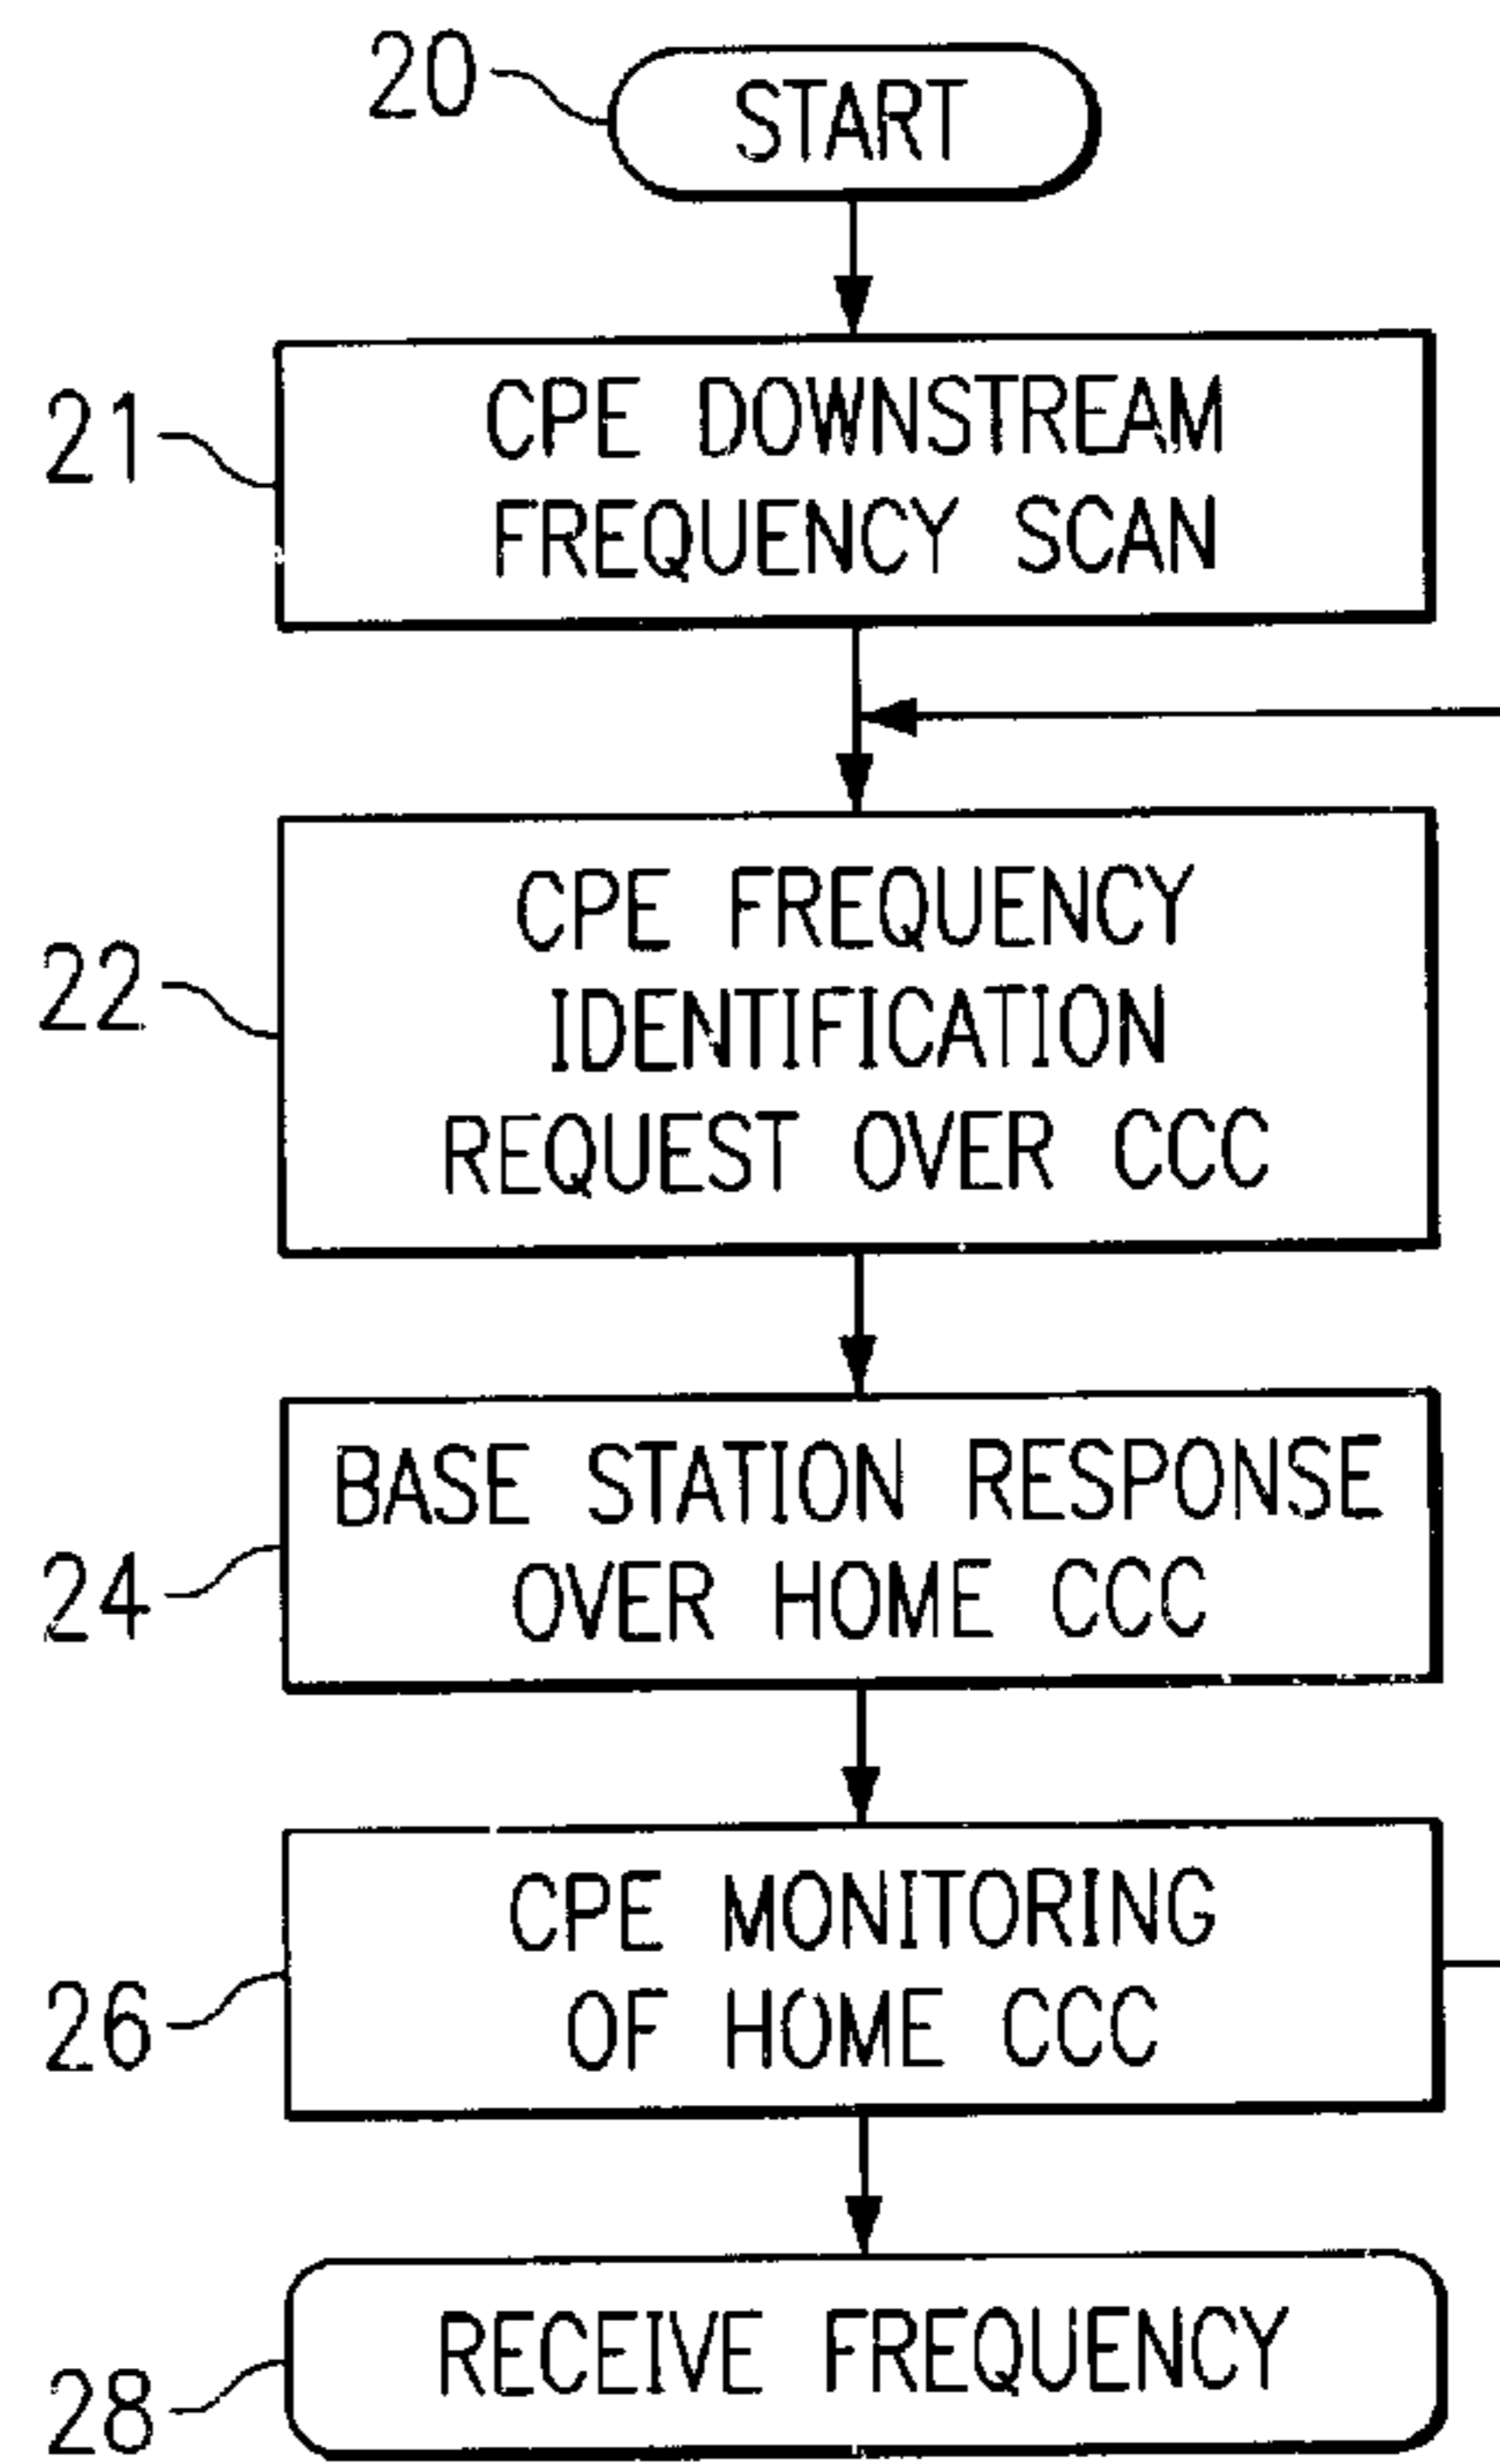 20
START
21
CPE DOWNSTREAM
FREQUENCY SCAN
22
CPE FREQUENCY
IDENTIFICATION
REQUEST OVER CCC
24
BASE STATION RESPONSE
OVER HOME CCC
26
CPE MONITORING
OF HOME CCC
28
RECEIVE FREQUENCY